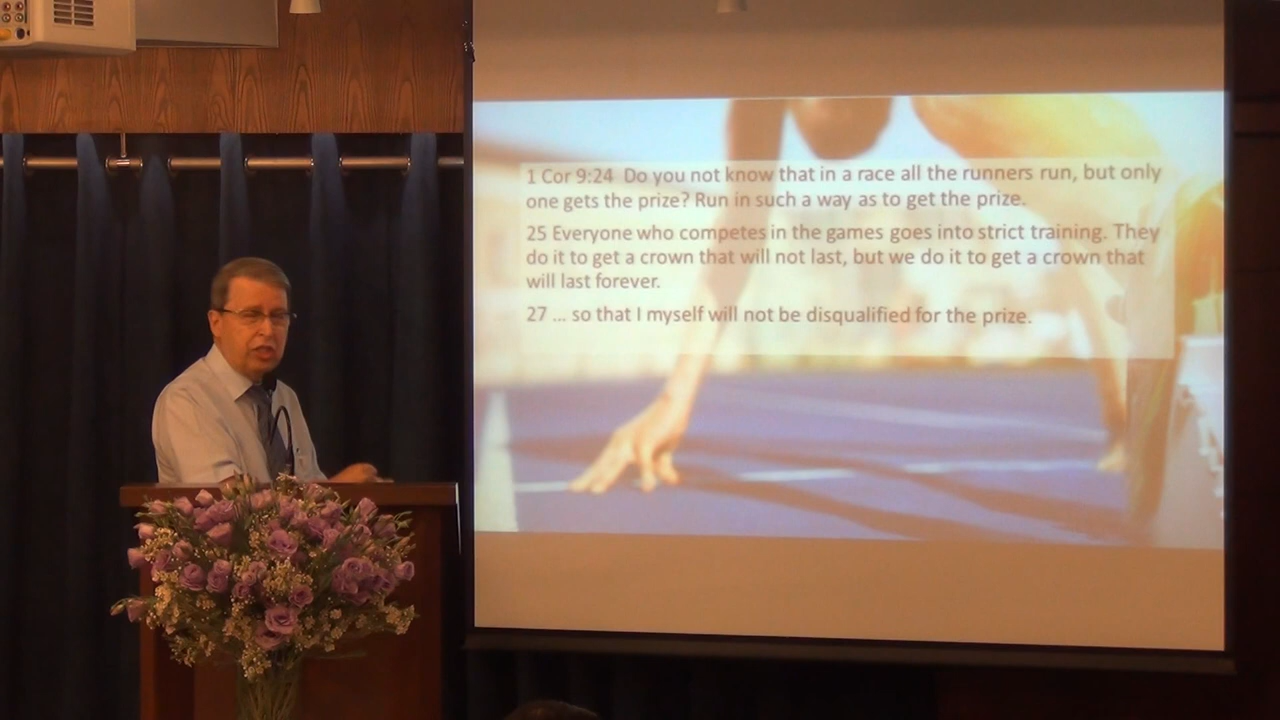 1 Cor 9:24 Do you not know that in a race all the runners run, but only
one gets the prize? Run in such a way as to get the prize.
25 Everyone who competes in the games goes into strict training. They
do it to get a crown that will not last, but we do it to get a crown that
will last forever.
27 ... so that I myself will not be disqualified for the prize.